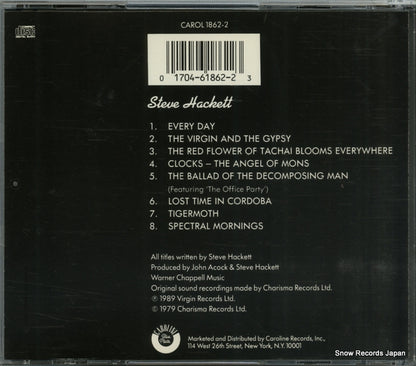 CAROL 1862-2
0 1704-61862-2 3
Steve Hackett
1. EVERY DAY
2. THE VIRGIN AND THE GYPSY
3. THE RED FLOWER OF TACHAI BLOOMS EVERYWHERE
4. CLOCKS – THE ANGEL OF MONS
5. THE BALLAD OF THE DECOMPOSING MAN
(Featuring 'The Office Party')
6. LOST TIME IN CORDOBA
7. TIGERMOTH
8. SPECTRAL MORNINGS
All titles written by Steve Hackett
Produced by John Acock & Steve Hackett
Warner Chappell Music
Original sound recordings made by Charisma Records Ltd.
℗ 1989 Virgin Records Ltd.
© 1979 Charisma Records Ltd.
CAROLINE
Marketed and Distributed by Caroline Records, Inc.,
114 West 26th Street, New York, N.Y. 10001
Snow Records Japan